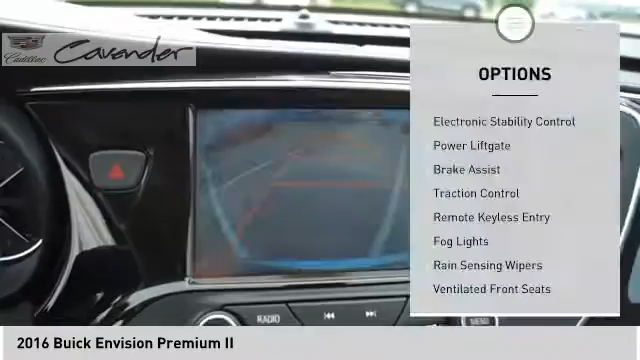 Cadillac
Cavender
OPTIONS
Electronic Stability Control
Power Liftgate
Brake Assist
Traction Control
Remote Keyless Entry
Fog Lights
Rain Sensing Wipers
Ventilated Front Seats
RADIO
MENU
2016 Buick Envision Premium II